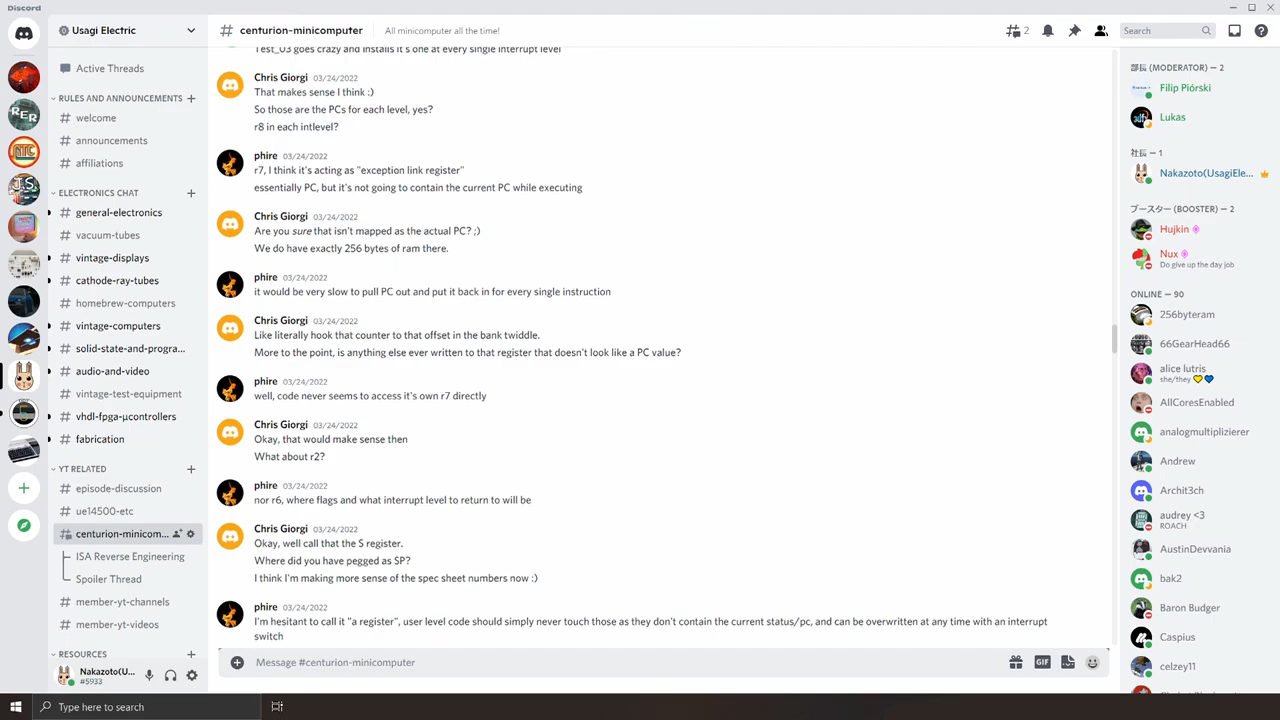 Discord
Usagi Electric
centurion-minicomputer
All minicomputer all the time!
2
Search
Active Threads
RULES AND ANNOUNCEMENTS
welcome
announcements
affiliations
ELECTRONICS CHAT
general-electronics
vacuum-tubes
vintage-displays
cathode-ray-tubes
homebrew-computers
vintage-computers
solid-state-and-progra...
audio-and-video
vintage-test-equipment
vhdl-fpga-μcontrollers
fabrication
YT RELATED
episode-discussion
ue14500-etc
centurion-minicom...
ISA Reverse Engineering
Spoiler Thread
member-yt-channels
member-yt-videos
RESOURCES
Nakazoto(U...
#5933
Test_03 goes crazy and installs it's one at every single interrupt level
Chris Giorgi 03/24/2022
That makes sense I think :)
So those are the PCs for each level, yes?
r8 in each intlevel?
phire 03/24/2022
r7, I think it's acting as "exception link register"
essentially PC, but it's not going to contain the current PC while executing
Chris Giorgi 03/24/2022
Are you sure that isn't mapped as the actual PC? ;)
We do have exactly 256 bytes of ram there.
phire 03/24/2022
it would be very slow to pull PC out and put it back in for every single instruction
Chris Giorgi 03/24/2022
Like literally hook that counter to that offset in the bank twiddle.
More to the point, is anything else ever written to that register that doesn't look like a PC value?
phire 03/24/2022
well, code never seems to access it's own r7 directly
Chris Giorgi 03/24/2022
Okay, that would make sense then
What about r2?
phire 03/24/2022
nor r6, where flags and what interrupt level to return to will be
Chris Giorgi 03/24/2022
Okay, well call that the S register.
Where did you have pegged as SP?
I think I'm making more sense of the spec sheet numbers now :)
phire 03/24/2022
I'm hesitant to call it "a register", user level code should simply never touch those as they don't contain the current status/pc, and can be overwritten at any time with an interrupt
switch
Message #centurion-minicomputer
GIF
部長 (MODERATOR) — 2
Filip Piórski
Lukas
社長 — 1
Nakazoto(UsagiEle...
ブースター (BOOSTER) — 2
Hujkin
Nux
Do give up the day job
ONLINE — 90
256byteram
66GearHead66
alice lutris
she/they
AllCoresEnabled
analogmultiplizierer
Andrew
Archit3ch
audrey <3
ROACH
AustinDevvania
bak2
Baron Budger
Caspius
celzey11
Type here to search